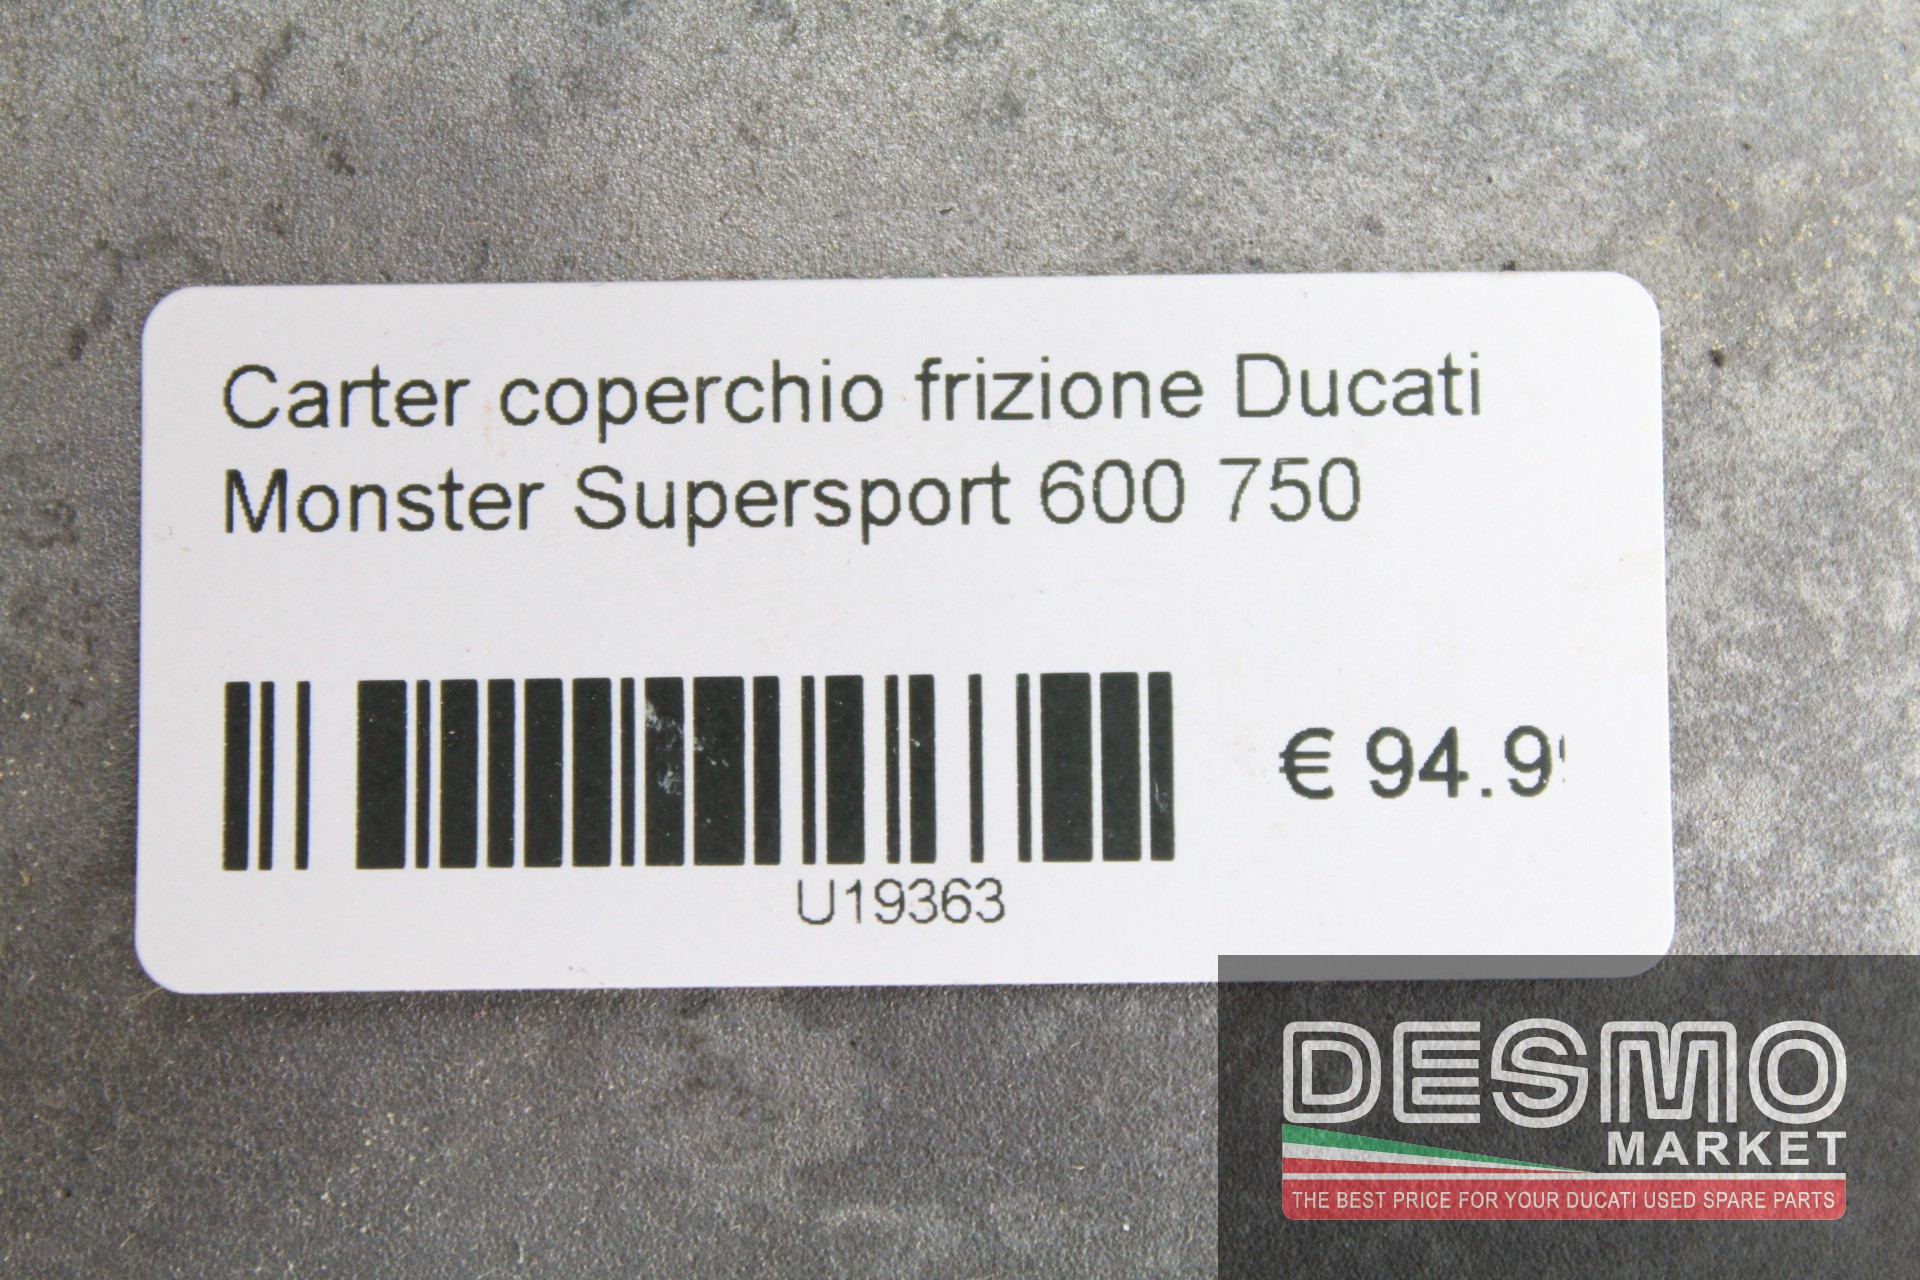 Carter coperchio frizione Ducati
Monster Supersport 600 750
€ 94.9
U19363
DESMO
MARKET
THE BEST PRICE FOR YOUR DUCATI USED SPARE PARTS